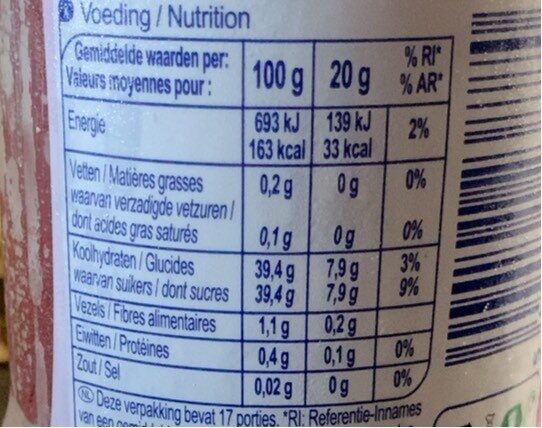 Voeding / Nutrition
Gemiddelde waarden per: 100 g 20 g % RI*
Valeurs moyennes pour : % AR*
Energie 693 kJ 139 kJ 2%
163 kcal 33 kcal
Vetten / Matières grasses 0,2 g 0 g 0%
waarvan verzadigde vetzuren /
dont acides gras saturés 0,1 g 0 g 0%
Koolhydraten / Glucides 39,4 g 7,9 g 3%
waarvan suikers / dont sucres 39,4 g 7,9 g 9%
Vezels / Fibres alimentaires 1,1 g 0,2 g
Eiwitten / Protéines 0,4 g 0,1 g 0%
Zout / Sel 0,02 g 0 g 0%
NL Deze verpakking bevat 17 porties. *RI: Referentie-Innames
van een